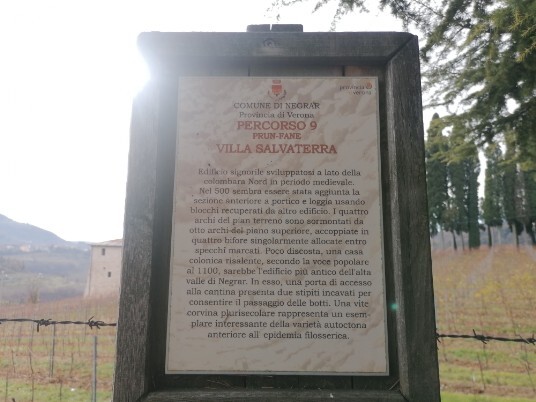 COMUNE DI NEGRAR
Provincia di Verona
provincia
verona
PERCORSO 9
PRUN-FANE
VILLA SALVATERRA
Edificio signorile sviluppatosi a lato della
colombara Nord in periodo medievale.
Nel 500 sembra essere stata aggiunta la
sezione anteriore a portico e loggia usando
blocchi recuperati da altro edificio. I quattro
archi del pian terreno sono sormontati da
otto archi del piano superiore, accoppiate in
quattro bifore singolarmente allocate entro
specchi marcati. Poco discosta, una casa
colonica risalente, secondo la voce popolare
al 1100, sarebbe l'edificio più antico dell'alta
valle di Negrar. In esso, una porta di accesso
alla cantina presenta due stipiti incavati per
consentire il passaggio delle botti. Una vite
corvina plurisecolare rappresenta un esem-
plare interessante della varietà autoctona
anteriore all' epidemia filosserica.